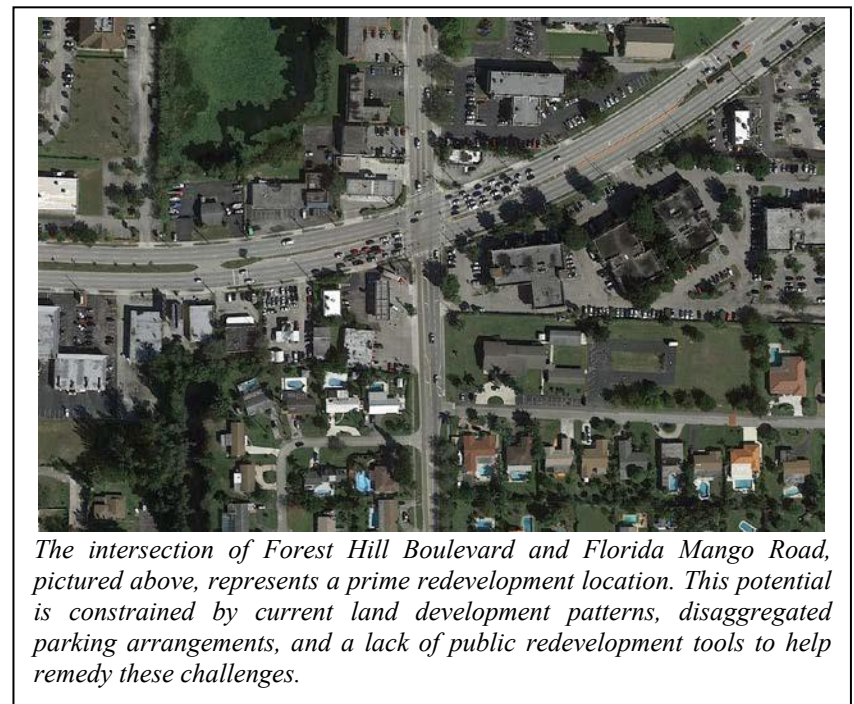 The intersection of Forest Hill Boulevard and Florida Mango Road,
pictured above, represents a prime redevelopment location. This potential
is constrained by current land development patterns, disaggregated
parking arrangements, and a lack of public redevelopment tools to help
remedy these challenges.